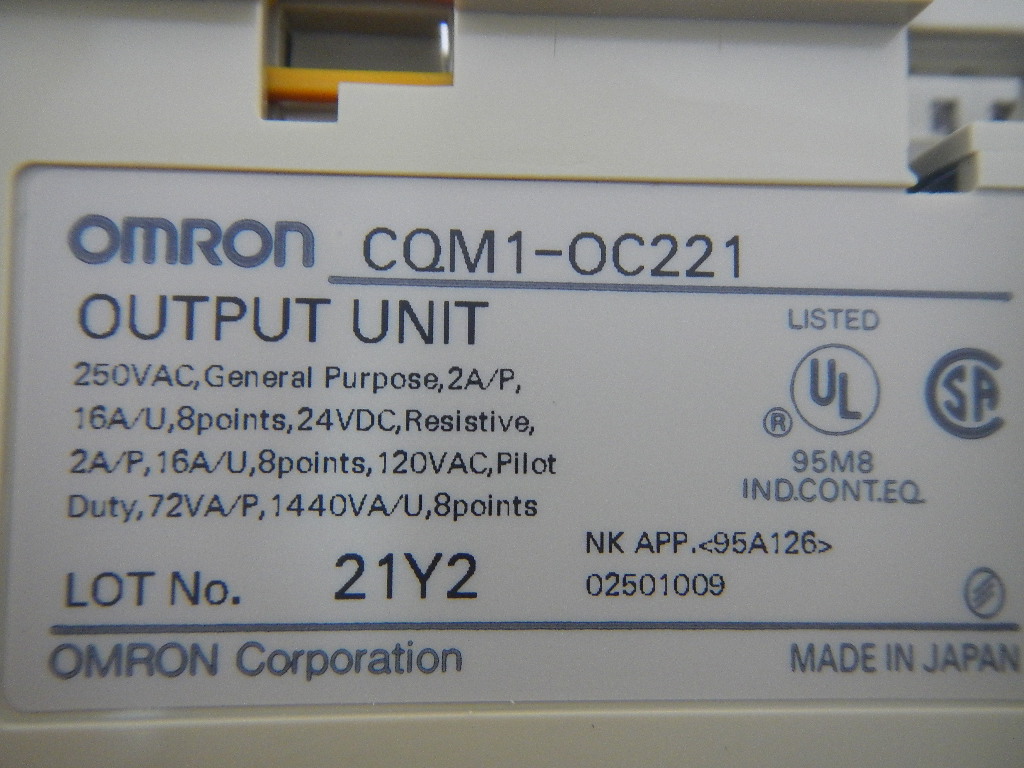 OMRON CQM1-OC221
OUTPUT UNIT
250VAC,General Purpose,2A/P,
16A/U,8points,24VDC,Resistive,
2A/P,16A/U,8points,120VAC,Pilot
Duty,72VA/P,1440VA/U,8points
LISTED
UL
®
SA
95M8
IND.CONT.EQ.
NK APP.<95A126>
02501009
LOT No. 21Y2
OMRON Corporation
MADE IN JAPAN